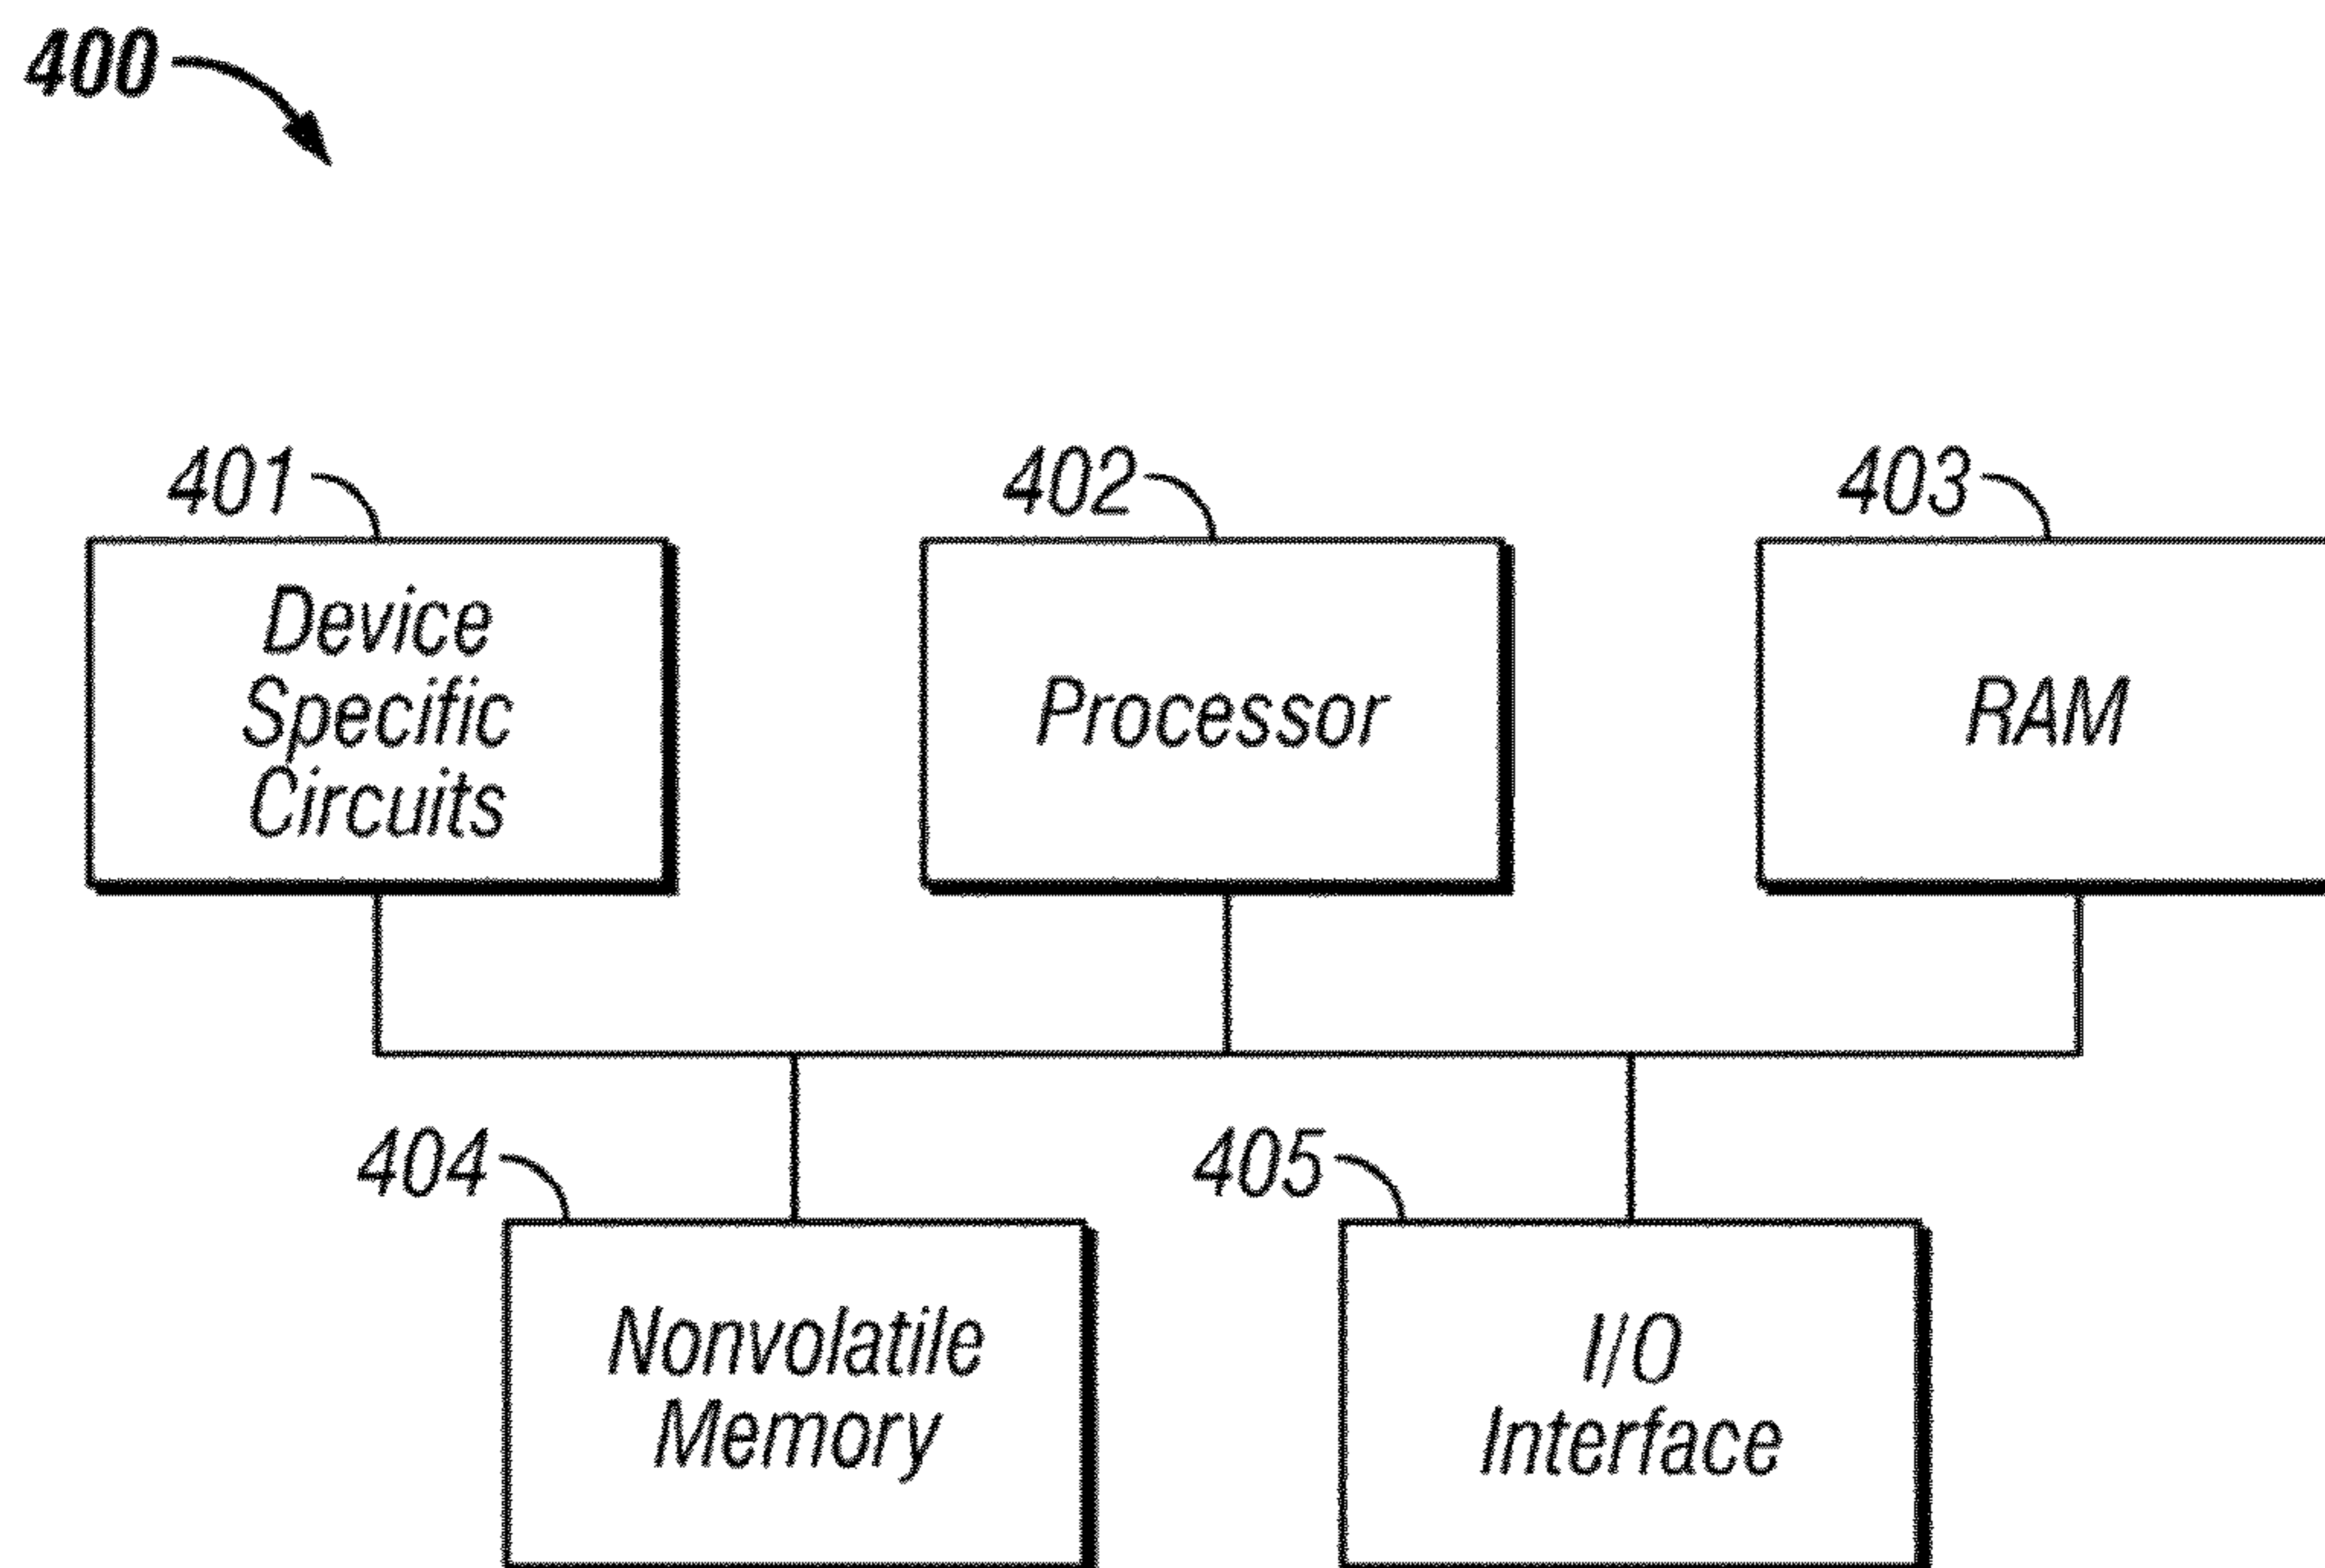 400
401
402
403
Device
Specific
Circuits
Processor
RAM
404
405
Nonvolatile
Memory
I/O
Interface